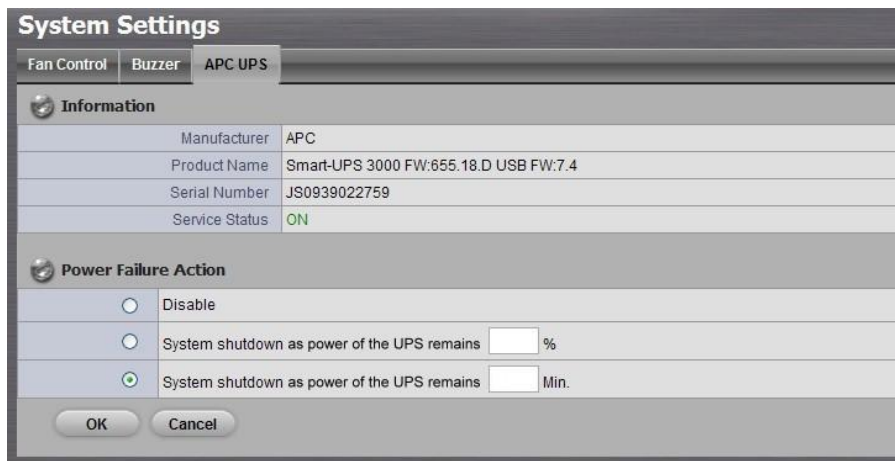 System Settings
Fan Control Buzzer APC UPS
Information
Manufacturer APC
Product Name Smart-UPS 3000 FW:655.18.D USB FW:7.4
Serial Number JS0939022759
Service Status ON
Power Failure Action
Disable
System shutdown as power of the UPS remains %
System shutdown as power of the UPS remains Min.
OK Cancel